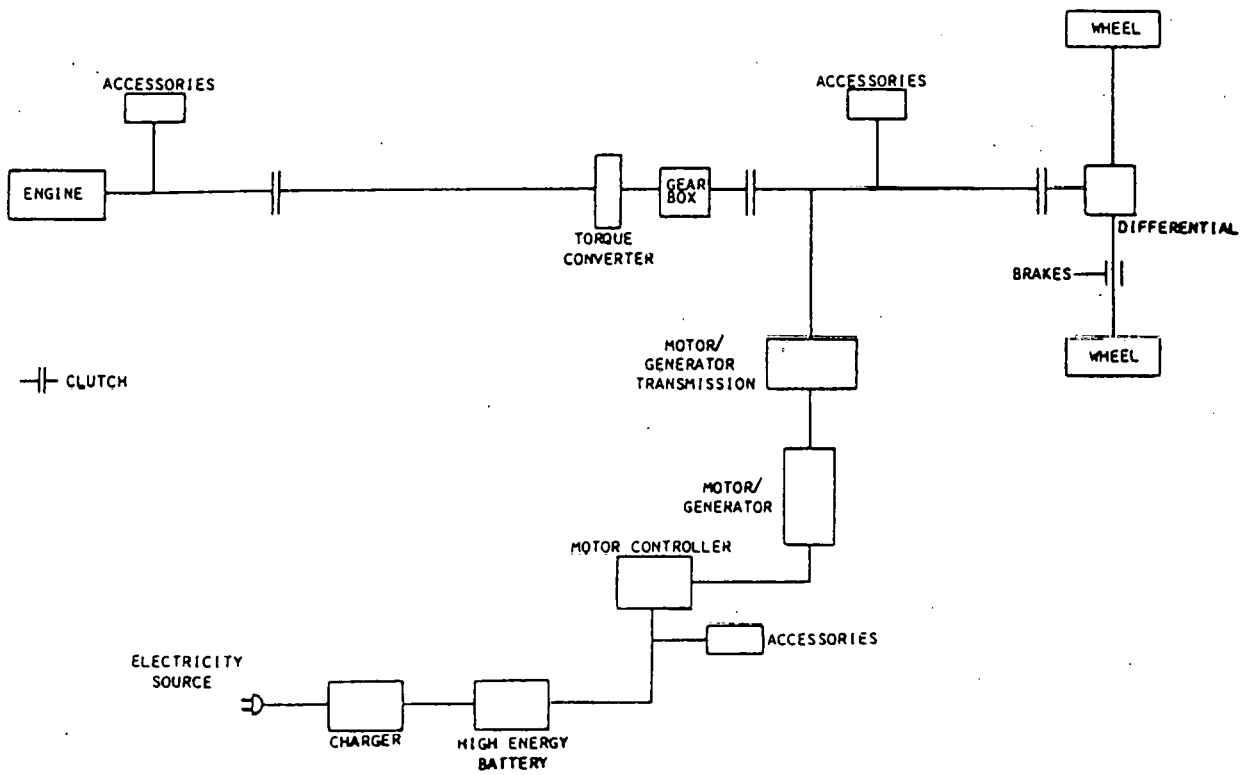 WHEEL
ACCESSORIES
ACCESSORIES
ENGINE
GEAR
BOX
TORQUE
CONVERTER
DIFFERENTIAL
BRAKES
MOTOR/
GENERATOR
TRANSMISSION
WHEEL
CLUTCH
MOTOR/
GENERATOR
MOTOR CONTROLLER
ACCESSORIES
ELECTRICITY
SOURCE
CHARGER
HIGH ENERGY
BATTERY